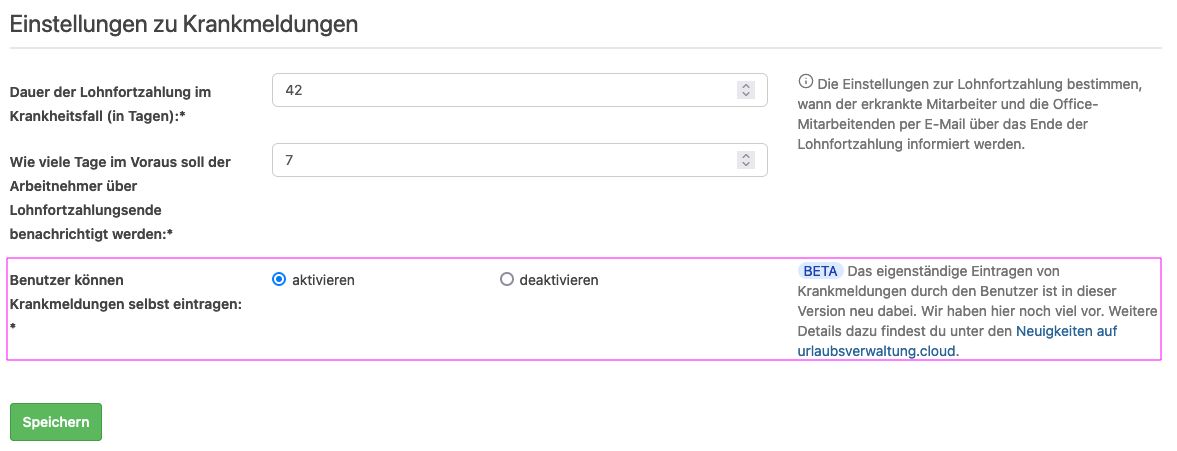 Einstellungen zu Krankmeldungen
Dauer der Lohnfortzahlung im
Krankheitsfall (in Tagen):*
42
Die Einstellungen zur Lohnfortzahlung bestimmen,
wann der erkrankte Mitarbeiter und die Office-
Mitarbeitenden per E-Mail über das Ende der
Lohnfortzahlung informiert werden.
Wie viele Tage im Voraus soll der
Arbeitnehmer über
Lohnfortzahlungsende
benachrichtigt werden:*
7
Benutzer können
Krankmeldungen selbst eintragen:
*
aktivieren
deaktivieren
BETA Das eigenständige Eintragen von
Krankmeldungen durch den Benutzer ist in dieser
Version neu dabei. Wir haben hier noch viel vor. Weitere
Details dazu findest du unter den Neuigkeiten auf
urlaubsverwaltung.cloud.
Speichern